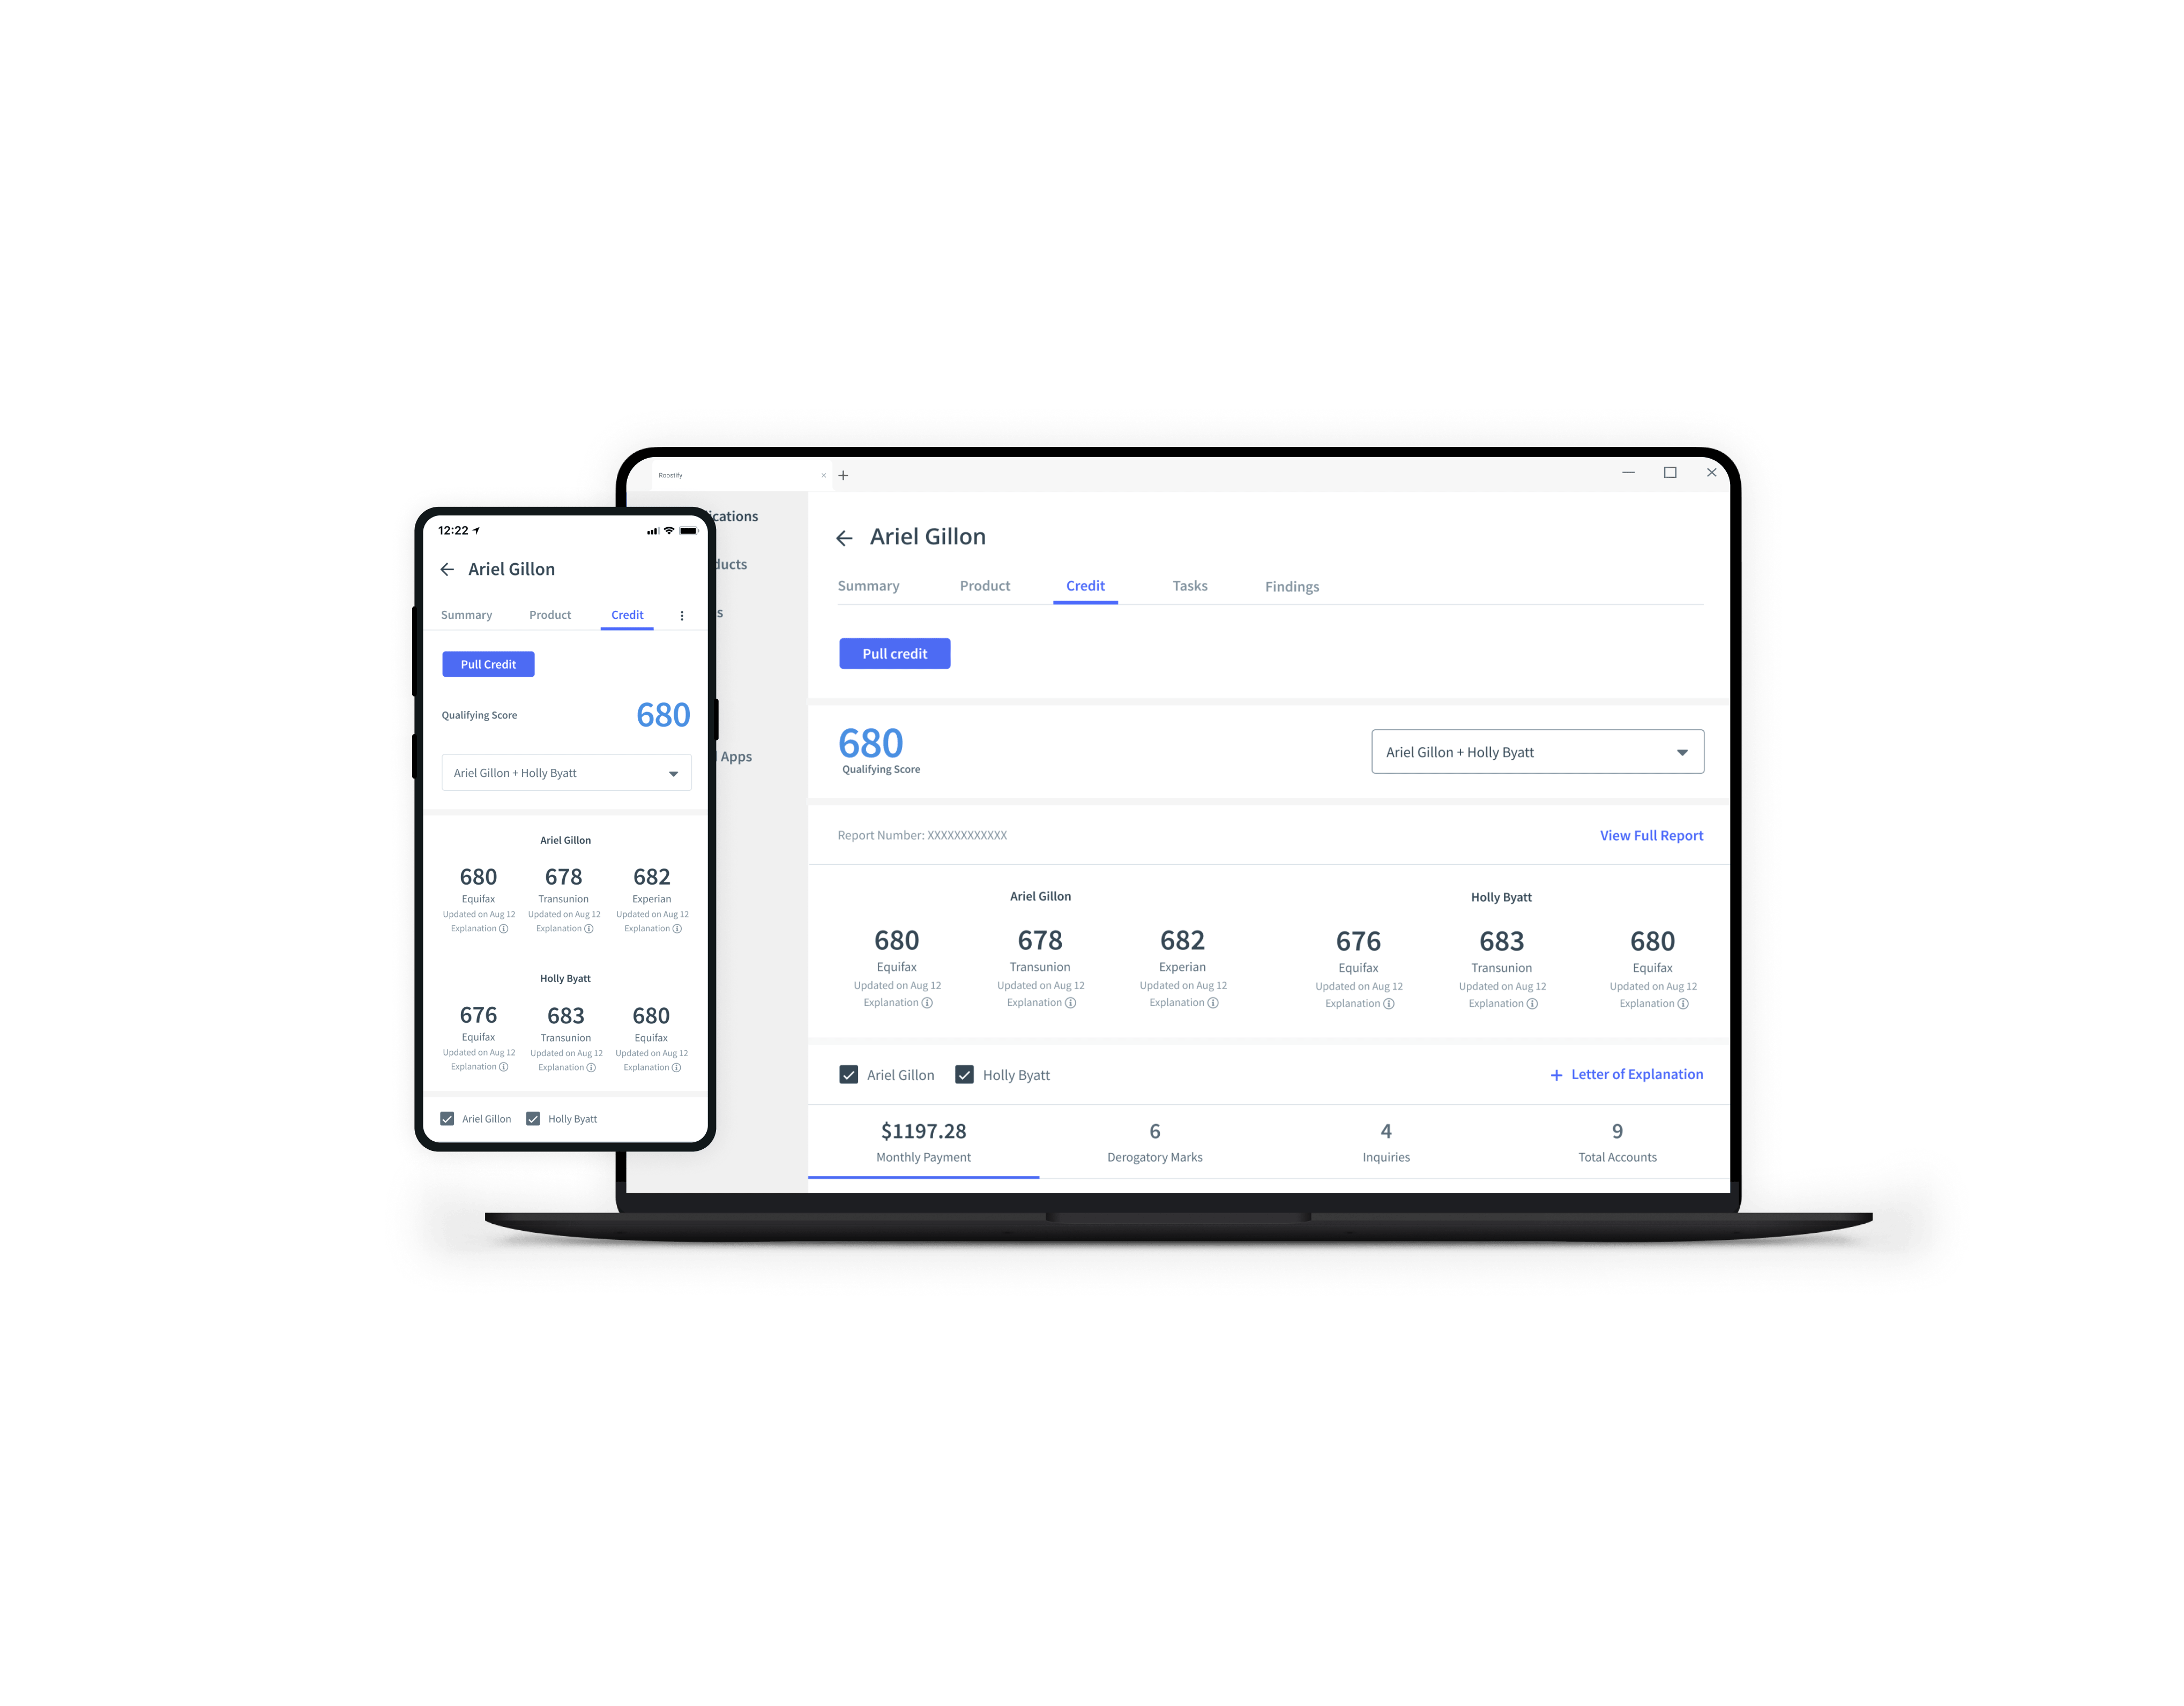 12:22
Ariel Gillon
Summary Product Credit
Pull Credit
Qualifying Score 680
Ariel Gillon + Holly Byatt
Ariel Gillon
680 678 682
Equifax Transunion Experian
Updated on Aug 12 Updated on Aug 12 Updated on Aug 12
Explanation Explanation Explanation
Holly Byatt
676 683 680
Equifax Transunion Equifax
Updated on Aug 12 Updated on Aug 12 Updated on Aug 12
Explanation Explanation Explanation
Ariel Gillon Holly Byatt
Roostify
ications
ducts
s
Apps
Ariel Gillon
Summary Product Credit Tasks Findings
Pull credit
680
Qualifying Score
Ariel Gillon + Holly Byatt
Report Number: XXXXXXXXXXXX View Full Report
Ariel Gillon Holly Byatt
680 678 682 676 683 680
Equifax Transunion Experian Equifax Transunion Equifax
Updated on Aug 12 Updated on Aug 12 Updated on Aug 12 Updated on Aug 12 Updated on Aug 12 Updated on Aug 12
Explanation Explanation Explanation Explanation Explanation Explanation
Ariel Gillon Holly Byatt + Letter of Explanation
$1197.28 6 4 9
Monthly Payment Derogatory Marks Inquiries Total Accounts